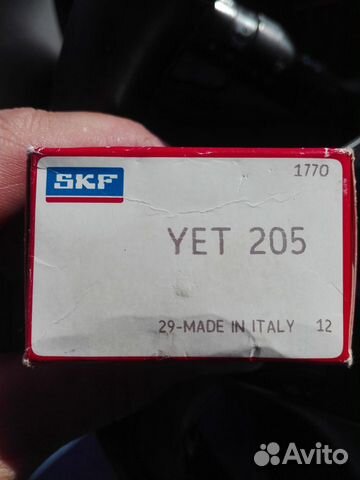 1770
SKF
YET 205
29-MADE IN ITALY 12
Avito